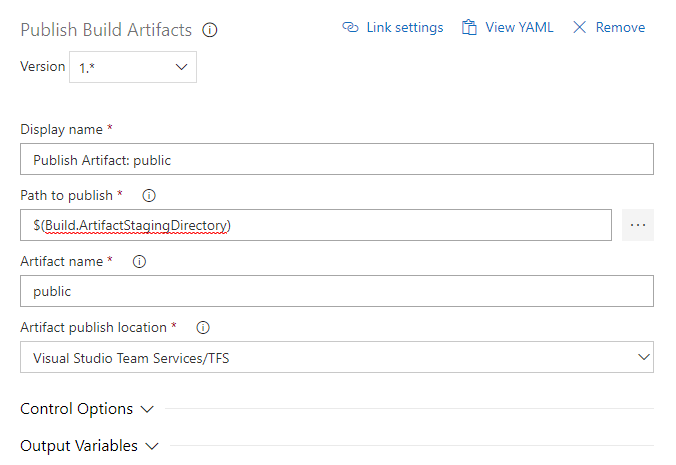 Publish Build Artifacts
Link settings View YAML Remove
Version 1.*
Display name *
Publish Artifact: public
Path to publish *
$(Build.ArtifactStagingDirectory)
...
Artifact name *
public
Artifact publish location *
Visual Studio Team Services/TFS
Control Options
Output Variables